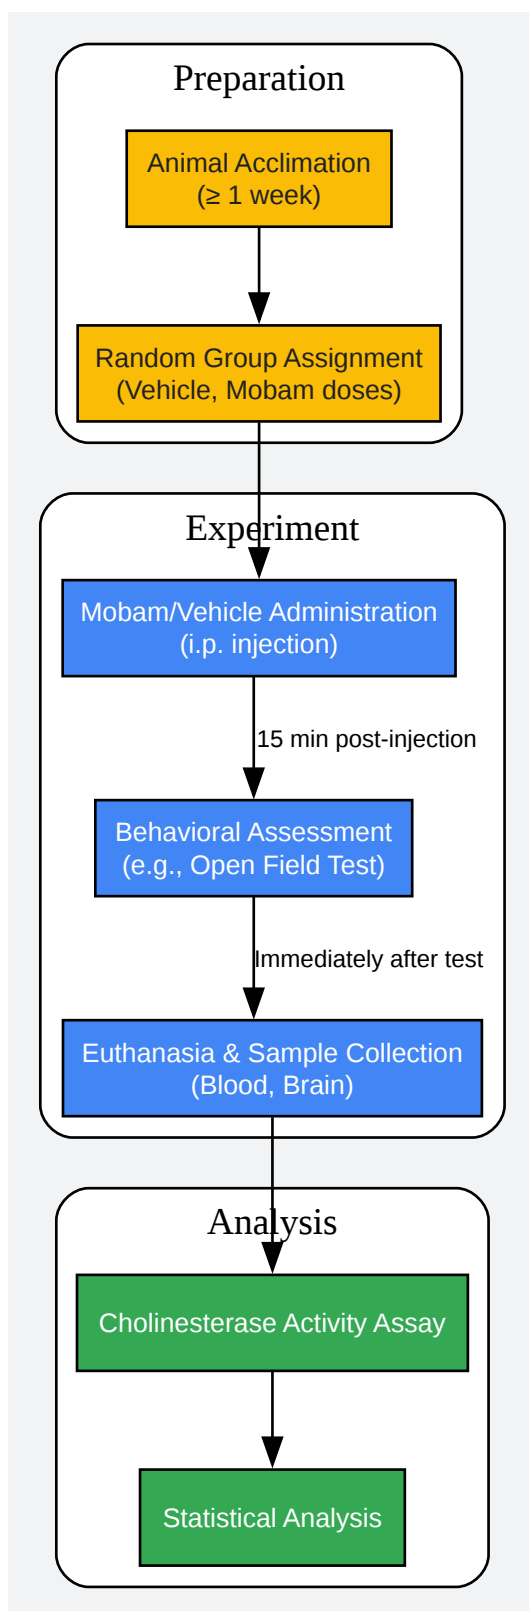 Preparation
Animal Acclimation
(≥ 1 week)
Random Group Assignment
(Vehicle, Mobam doses)
Experiment
Mobam/Vehicle Administration
(i.p. injection)
15 min post-injection
Behavioral Assessment
(e.g., Open Field Test)
Immediately after test
Euthanasia & Sample Collection
(Blood, Brain)
Analysis
Cholinesterase Activity Assay
Statistical Analysis